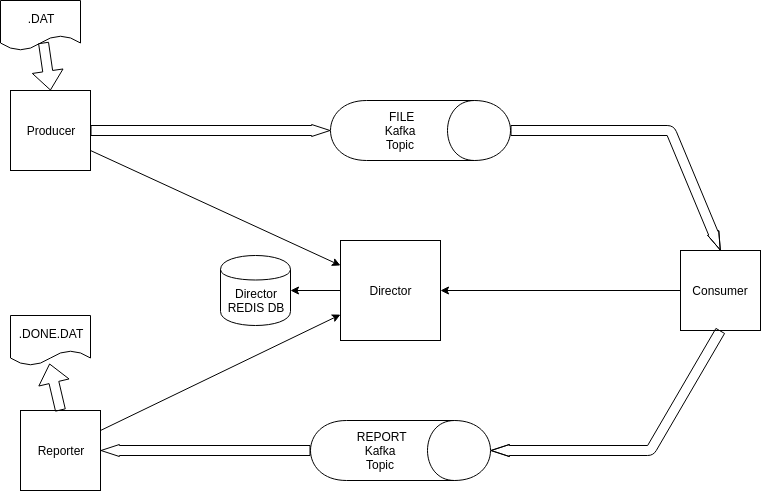 .DAT
Producer
FILE
Kafka
Topic
Director
REDIS DB
Director
Consumer
.DONE.DAT
Reporter
REPORT
Kafka
Topic